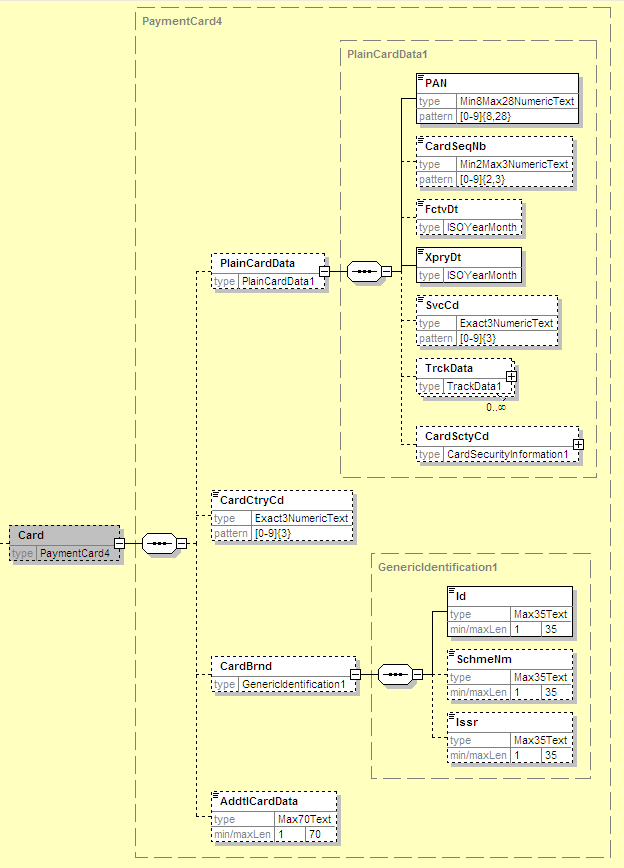 PaymentCard4
PlainCardData1
PAN
type Min8Max28NumericText
pattern [0-9]{8,28}
CardSeqNb
type Min2Max3NumericText
pattern [0-9]{2,3}
FctvDt
type ISOYearMonth
XpryDt
type ISOYearMonth
PlainCardData
type PlainCardData1
SvcCd
type Exact3NumericText
pattern [0-9]{3}
TrckData
type TrackData1
0..∞
CardSctyCd
type CardSecurityInformation1
CardCtryCd
type Exact3NumericText
pattern [0-9]{3}
Card
type PaymentCard4
GenericIdentification1
Id
type Max35Text
min/maxLen 1 35
CardBrnd
type GenericIdentification1
SchmeNm
type Max35Text
min/maxLen 1 35
Issr
type Max35Text
min/maxLen 1 35
AddtlCardData
type Max70Text
min/maxLen 1 70